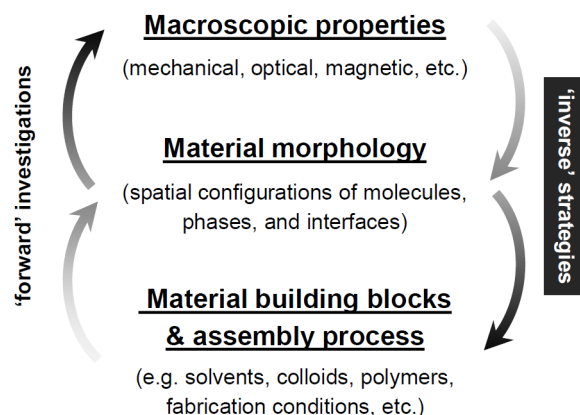 Macroscopic properties
(mechanical, optical, magnetic, etc.)
Material morphology
(spatial configurations of molecules,
phases, and interfaces)
Material building blocks
& assembly process
(e.g. solvents, colloids, polymers,
fabrication conditions, etc.)
'forward' investigations
'inverse' strategies